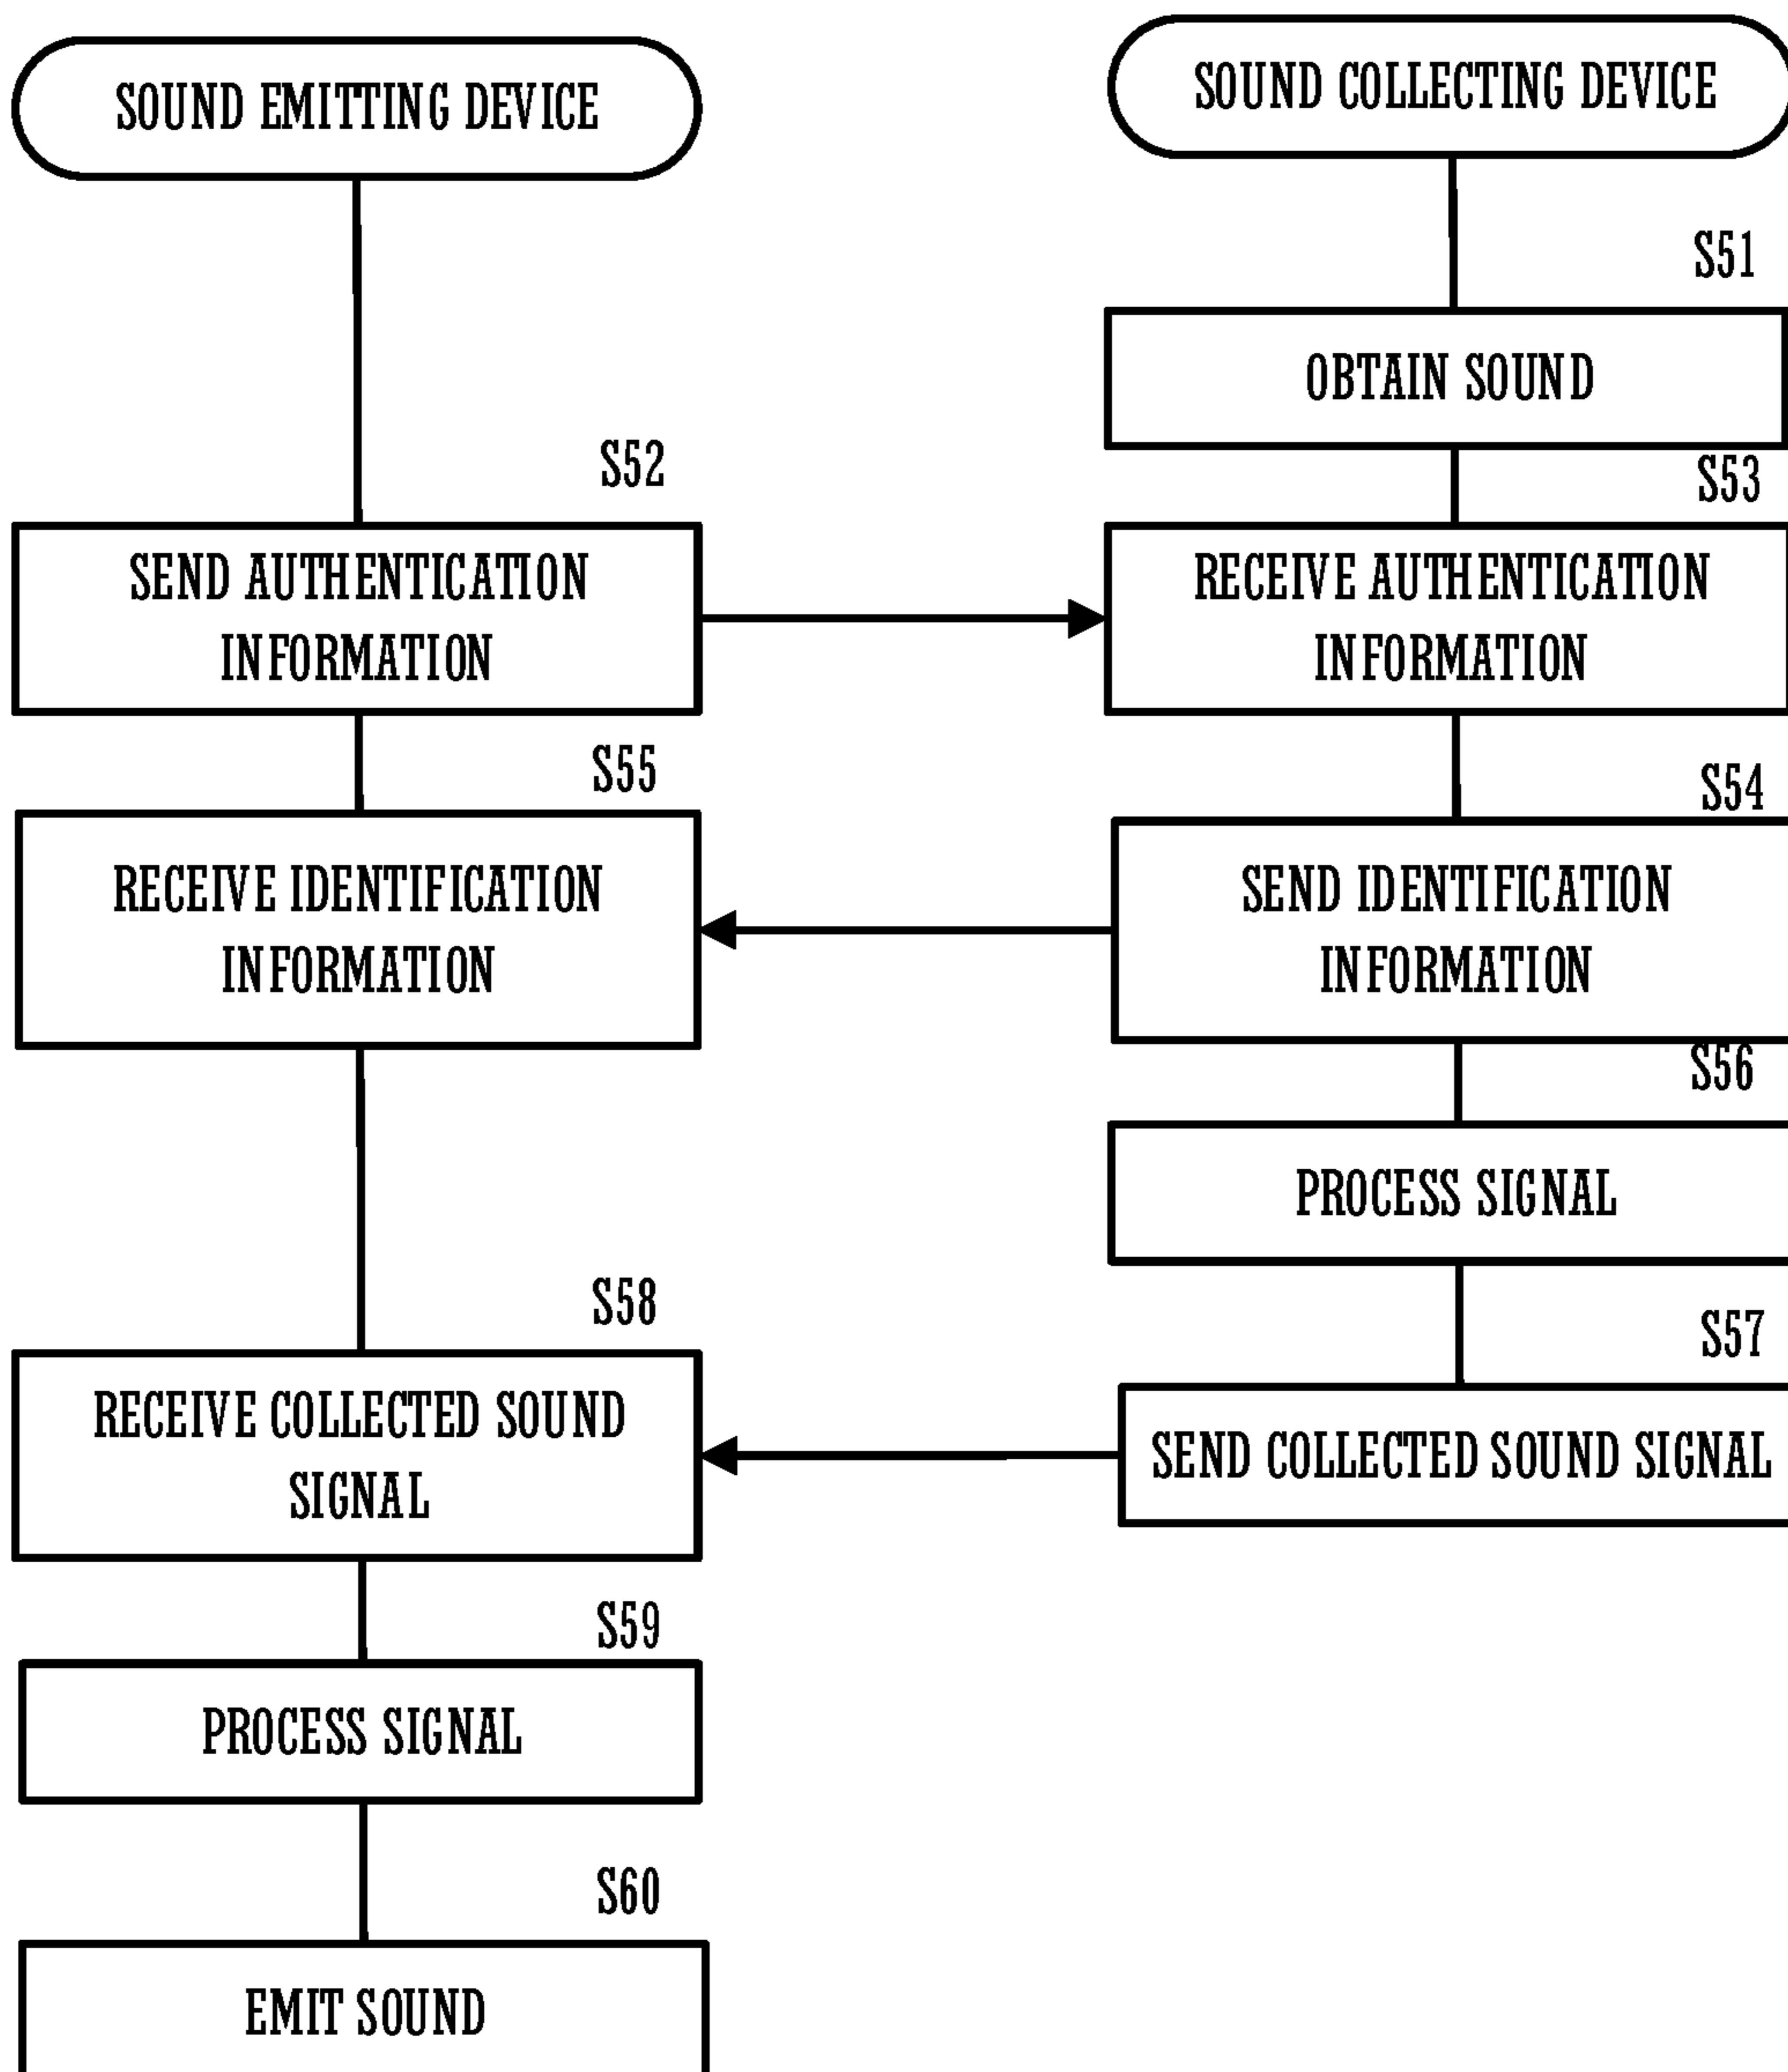 SOUND EMITTING DEVICE
SOUND COLLECTING DEVICE
S51
OBTAIN SOUND
S52
S53
SEND AUTHENTICATION
INFORMATION
RECEIVE AUTHENTICATION
INFORMATION
S55
S54
RECEIVE IDENTIFICATION
INFORMATION
SEND IDENTIFICATION
INFORMATION
S56
PROCESS SIGNAL
S58
S57
RECEIVE COLLECTED SOUND
SIGNAL
SEND COLLECTED SOUND SIGNAL
S59
PROCESS SIGNAL
S60
EMIT SOUND